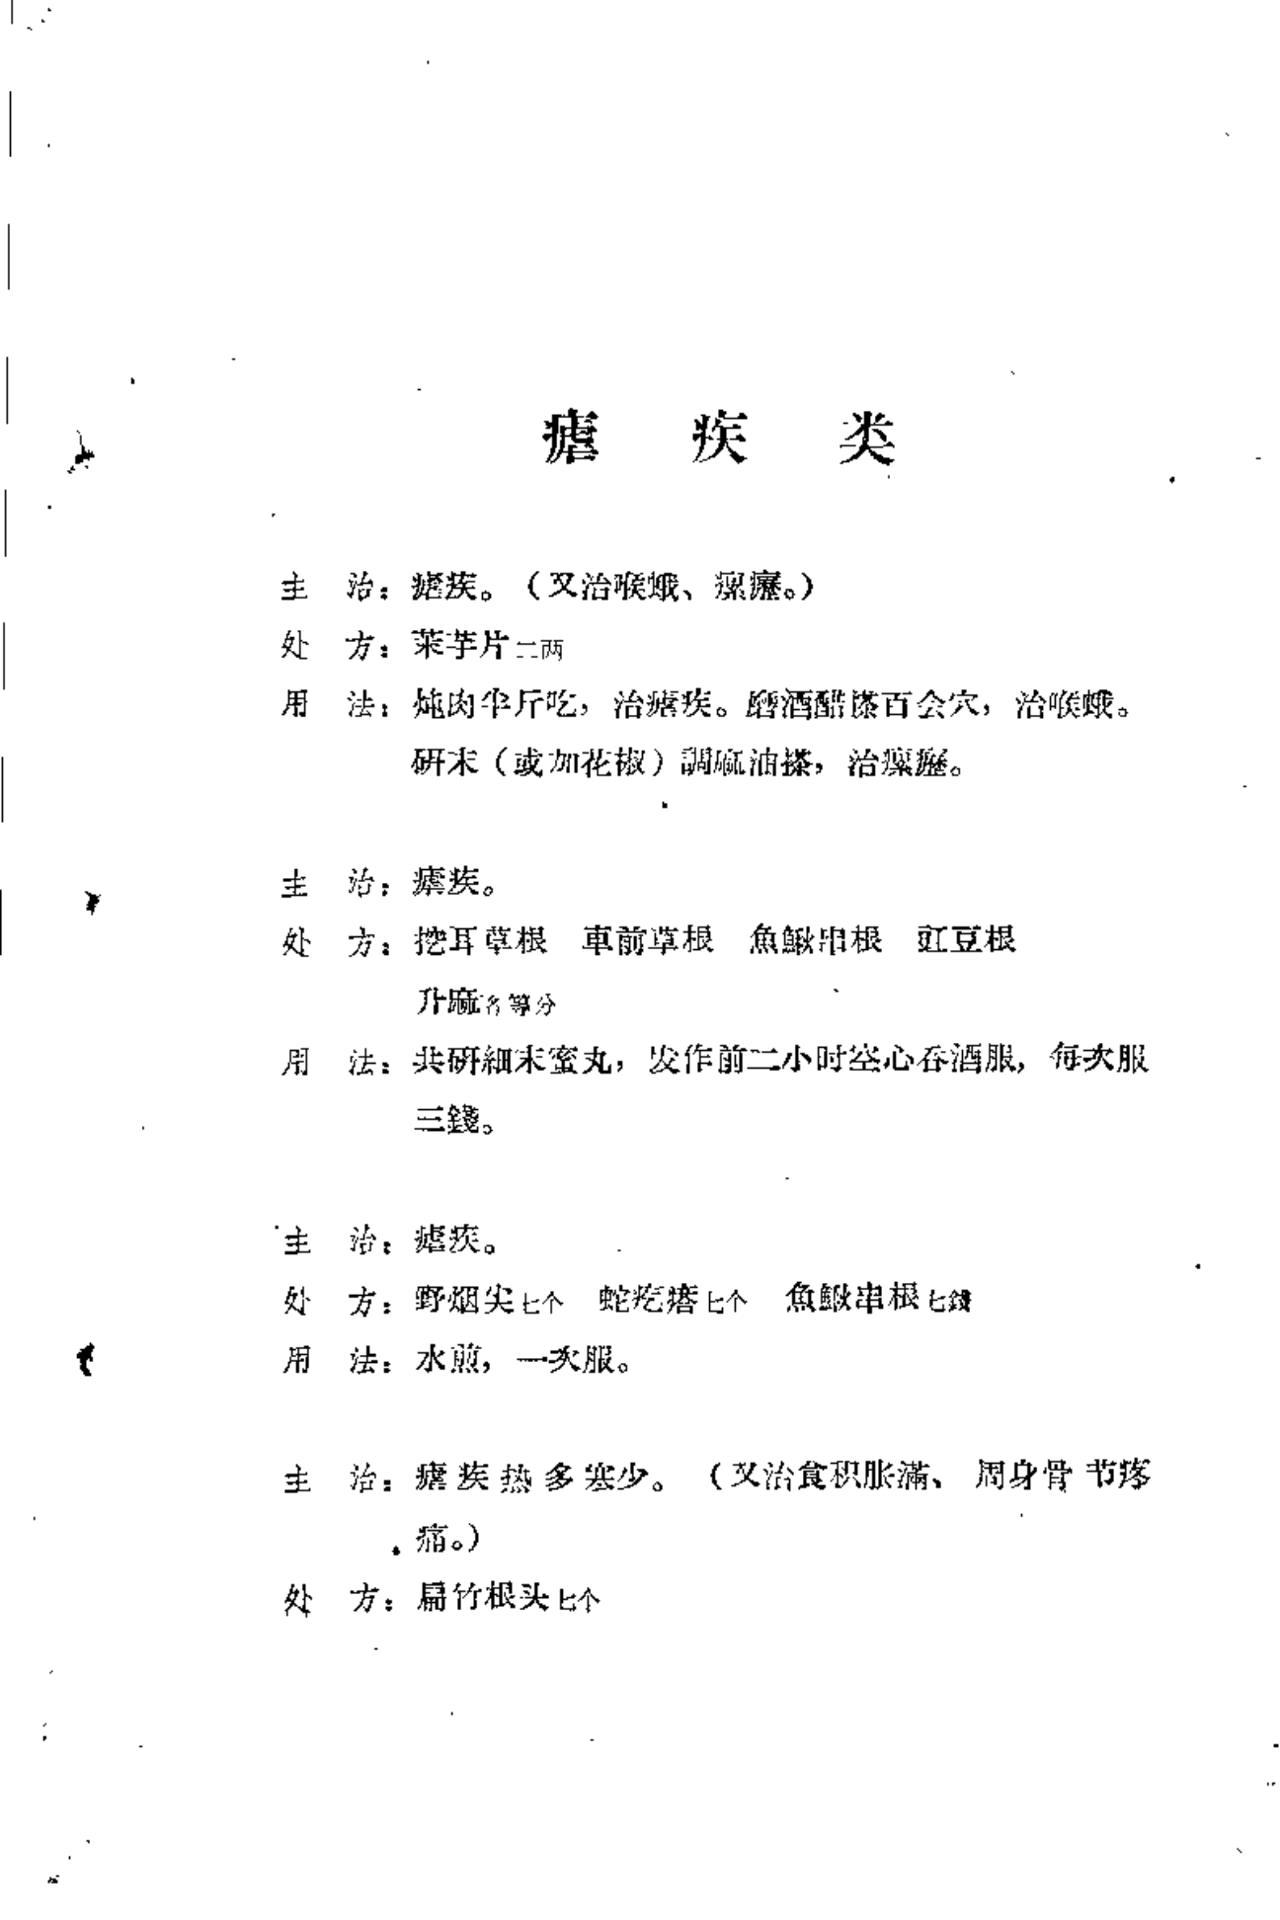 瘧 疾 类
主 治：瘧疾。（又治喉蛾、瘰癧。）
处 方：茱芋片二两
用 法：炖肉半斤吃，治瘧疾。磨酒醋搽百会穴，治喉蛾。
研末（或加花椒）調麻油搽，治瘰癧。
主 治：瘧疾。
处 方：挖耳草根 車前草根 魚鰍串根 豇豆根
升麻各等分
用 法：共研細末蜜丸，发作前二小时空心吞酒服，每次服
三錢。
主 治：瘧疾。
处 方：野烟尖七个 蛇疙瘩七个 魚鰍串根七錢
用 法：水煎，一次服。
主 治：瘧疾热多寒少。（又治食积胀滿、周身骨节疼
痛。）
处 方：扁竹根头七个